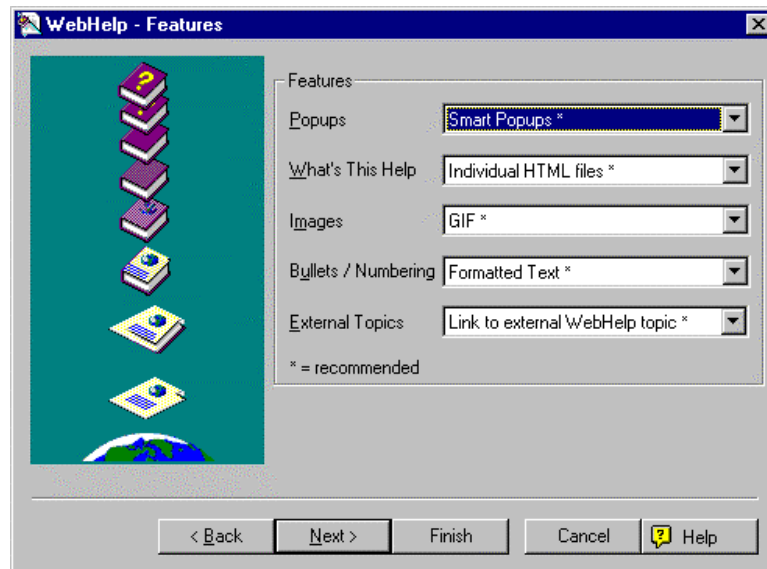 WebHelp - Features
Features
Popups
Smart Popups *
What's This Help
Individual HTML files *
Images
GIF *
Bullets / Numbering
Formatted Text *
External Topics
Link to external WebHelp topic *
* = recommended
< Back
Next >
Finish
Cancel
? Help